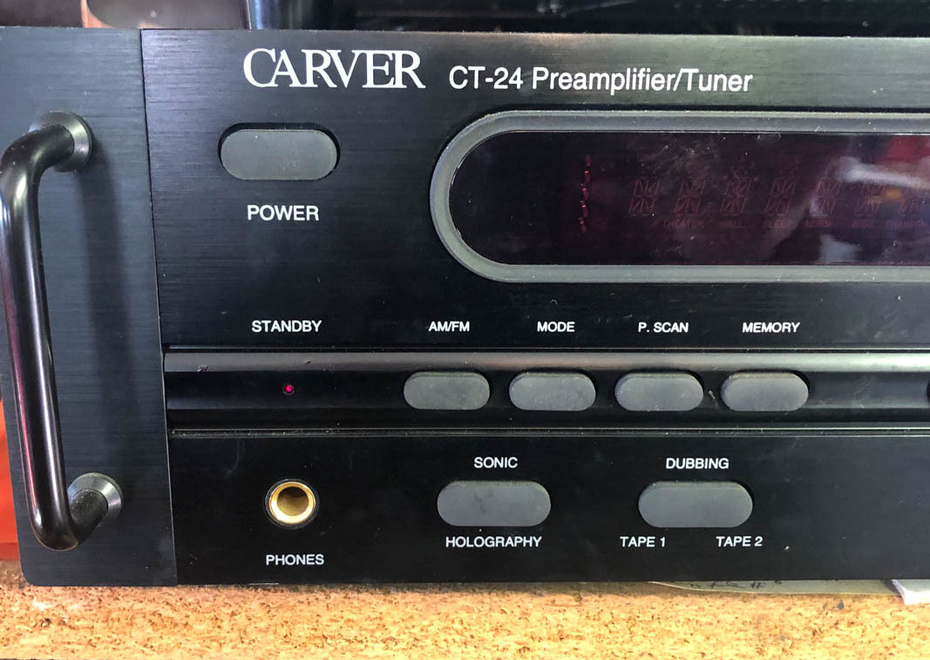 CARVER CT-24 Preamplifier/Tuner
POWER
STANDBY AM/FM MODE P. SCAN MEMORY
SONIC DUBBING
HOLOGRAPHY TAPE 1 TAPE 2
PHONES